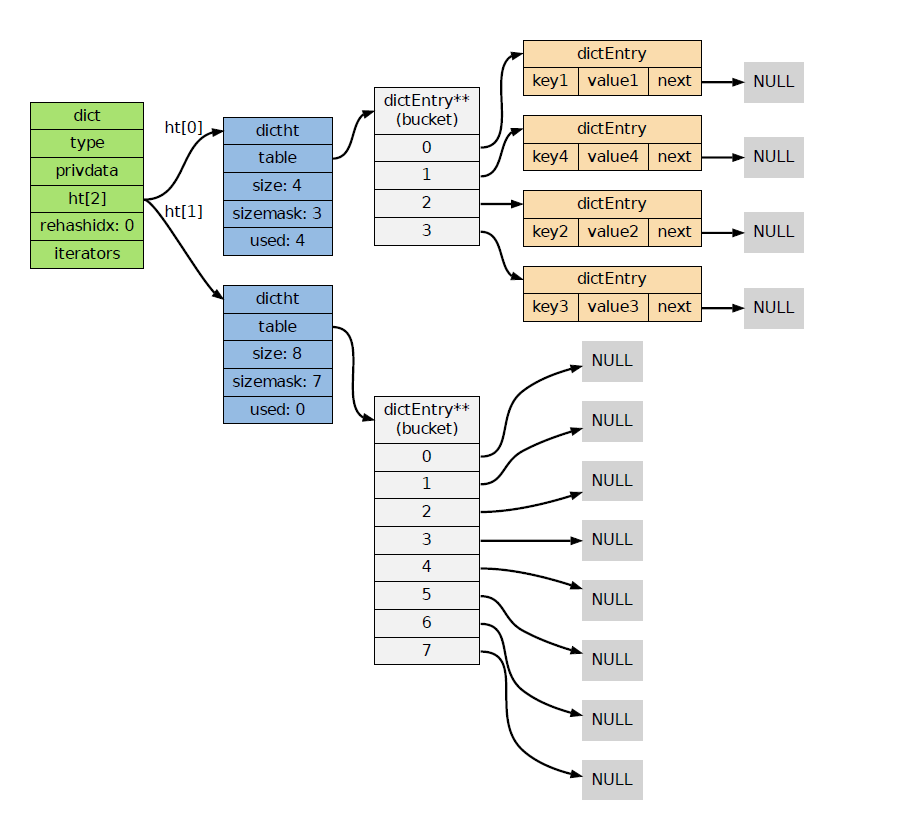 dict
type
privdata
ht[2]
rehashidx: 0
iterators
ht[0]
ht[1]
dictht
table
size: 4
sizemask: 3
used: 4
dictht
table
size: 8
sizemask: 7
used: 0
dictEntry**
(bucket)
0
1
2
3
dictEntry
key1 value1 next
NULL
dictEntry
key4 value4 next
NULL
dictEntry
key2 value2 next
NULL
dictEntry
key3 value3 next
NULL
dictEntry**
(bucket)
0
1
2
3
4
5
6
7
NULL
NULL
NULL
NULL
NULL
NULL
NULL
NULL